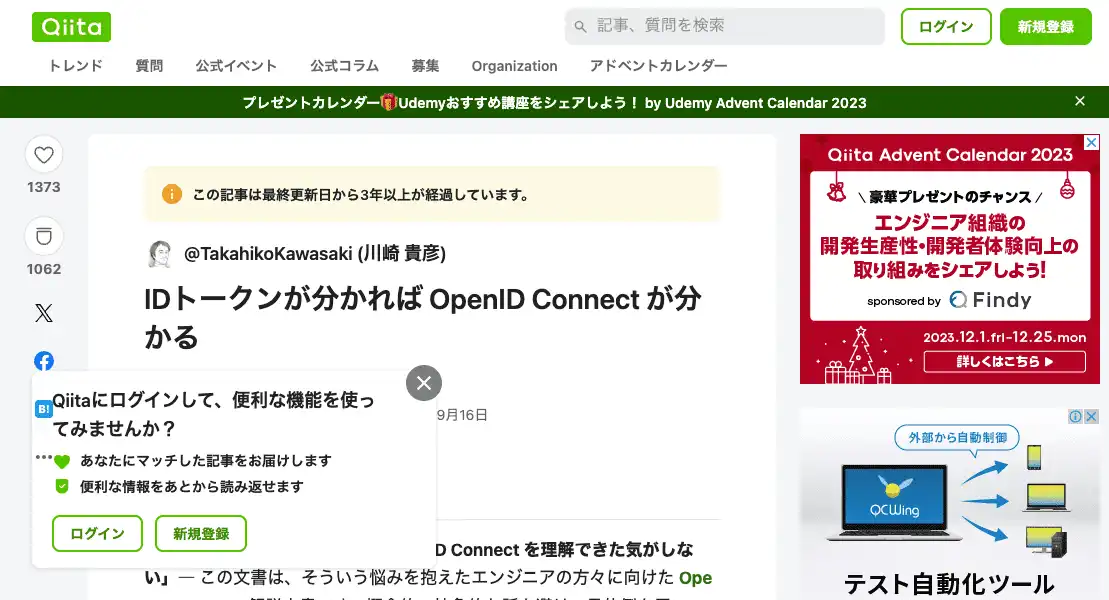 Qiita
記事、質問を検索
ログイン
新規登録
トレンド 質問 公式イベント 公式コラム 募集 Organization アドベントカレンダー
プレゼントカレンダー🎁Udemyおすすめ講座をシェアしよう！ by Udemy Advent Calendar 2023
1373
1062
この記事は最終更新日から3年以上が経過しています。
@TakahikoKawasaki (川崎 貴彦)
IDトークンが分かれば OpenID Connect が分
かる
9月16日
B!
Qiitaにログインして、便利な機能を使っ
てみませんか？
あなたにマッチした記事をお届けします
便利な情報をあとから読み返せます
ログイン
新規登録
D Connect を理解できた気がしな
い」— この文書は、そういう悩みを抱えたエンジニアの方々に向けた Ope
Qiita Advent Calendar 2023
\ 豪華プレゼントのチャンス /
エンジニア組織の
開発生産性・開発者体験向上の
取り組みをシェアしよう!
sponsored by Findy
2023.12.1.fri-12.25.mon
詳しくはこちら ▶
外部から自動制御
QCWing
テスト自動化ツール